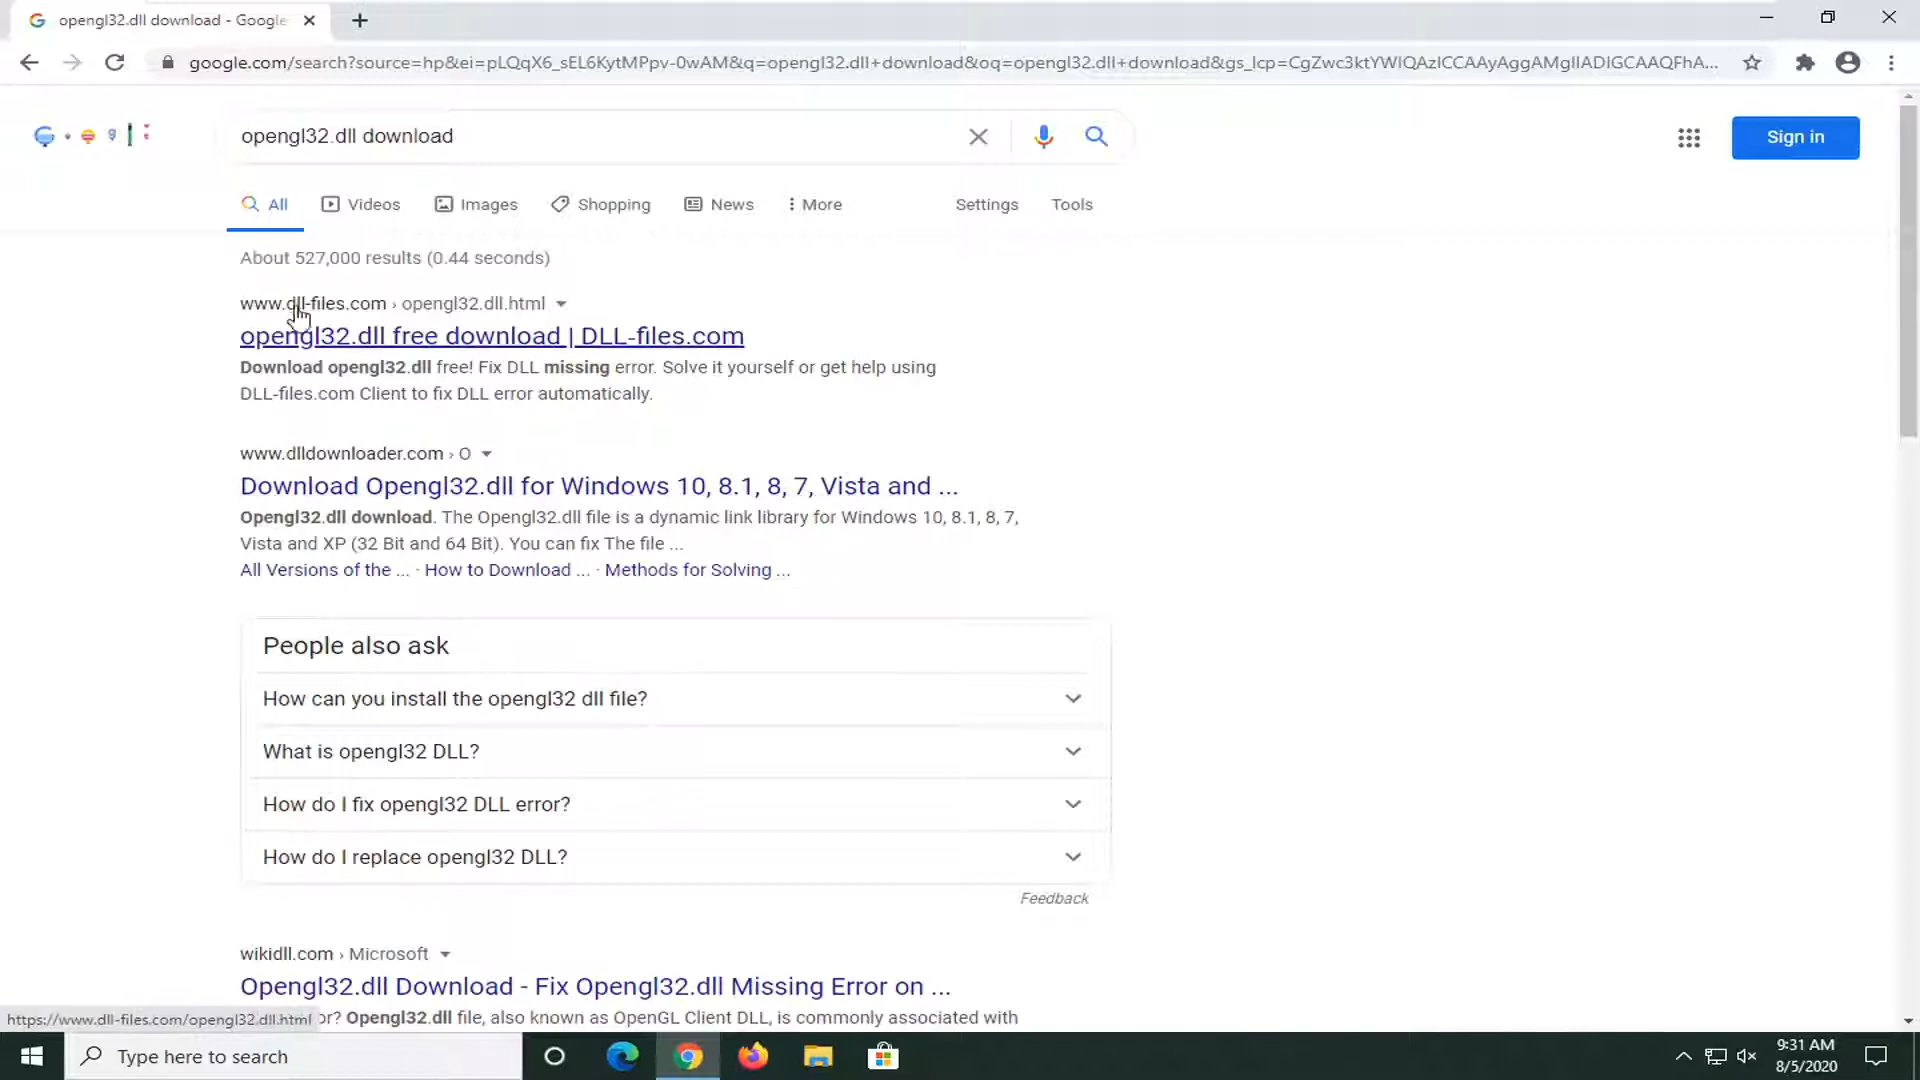 opengl32.dll download - Google
google.com/search?source=hp&ei=pLQqX6_sEL6KytMPpv-0wAM&q=opengl32.dll+download&oq=opengl32.dll+download&gs_lcp=CgZwc3ktYWIQAzICCAAyAggAMgIIADIGCAAQFhA...
opengl32.dll download
Sign in
All Videos Images Shopping News More Settings Tools
About 527,000 results (0.44 seconds)
www.dll-files.com › opengl32.dll.html
opengl32.dll free download | DLL-files.com
Download opengl32.dll free! Fix DLL missing error. Solve it yourself or get help using
DLL-files.com Client to fix DLL error automatically.
www.dlldownloader.com › O
Download Opengl32.dll for Windows 10, 8.1, 8, 7, Vista and ...
Opengl32.dll download. The Opengl32.dll file is a dynamic link library for Windows 10, 8.1, 8, 7,
Vista and XP (32 Bit and 64 Bit). You can fix The file ...
All Versions of the ... · How to Download ... · Methods for Solving ...
People also ask
How can you install the opengl32 dll file?
What is opengl32 DLL?
How do I fix opengl32 DLL error?
How do I replace opengl32 DLL?
Feedback
wikidll.com › Microsoft
Opengl32.dll Download - Fix Opengl32.dll Missing Error on ...
https://www.dll-files.com/opengl32.dll.html or? Opengl32.dll file, also known as OpenGL Client DLL, is commonly associated with
Type here to search
9:31 AM
8/5/2020